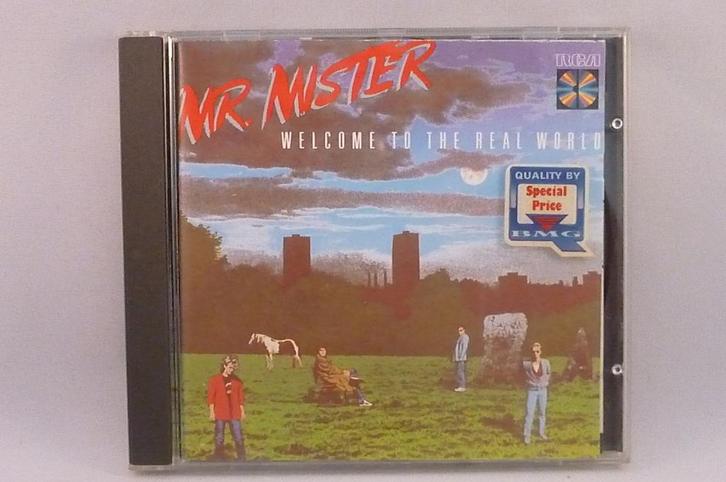 MR. MISTER
WELCOME TO THE REAL WORLD
RCA
QUALITY BY
Special
Price
BMG